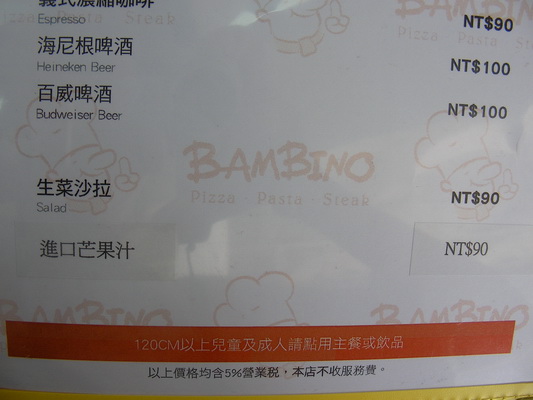 義式濃縮咖啡 NT$90
Espresso
海尼根啤酒 NT$100
Heineken Beer
百威啤酒 NT$100
Budweiser Beer
BAMBINO
Pizza · Pasta · Steak
生菜沙拉 NT$90
Salad
進口芒果汁 NT$90
120CM以上兒童及成人請點用主餐或飲品
以上價格均含5%營業税，本店不收服務費。